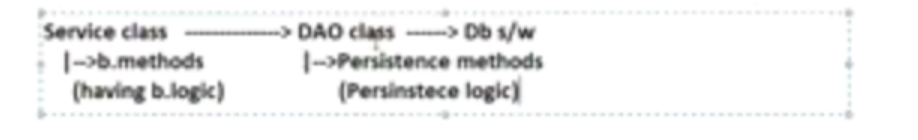 Service class --------------> DAO class ------> Db s/w
|-->b.methods |-->Persistence methods
(having b.logic) (Persinstece logic)